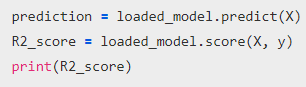 prediction = loaded_model.predict(X)
R2_score = loaded_model.score(X, y)
print(R2_score)